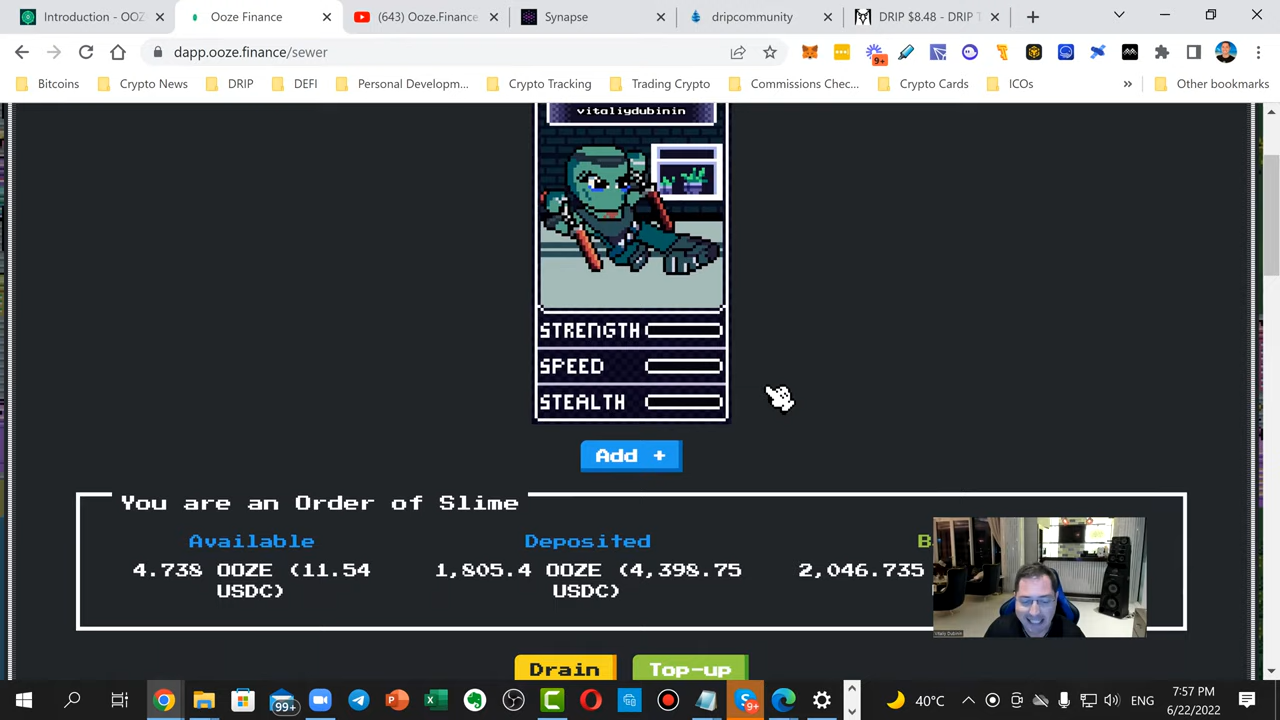 Introduction - OOZ
Ooze Finance
(643) Ooze.Finance
Synapse
dripcommunity
DRIP $8.48 - DRIP T
dapp.ooze.finance/sewer
9+
Bitcoins
Crypto News
DRIP
DEFI
Personal Developm...
Crypto Tracking
Trading Crypto
Commissions Chec...
Crypto Cards
ICOs
Other bookmarks
vitaliydubinin
STRENGTH
SPEED
STEALTH
Add +
You are an Order of Slime
Available
Deposited
4.738 OOZE (11.54
USDC)
1,805.4 OOZE (4,398.75
USDC)
2,046.735
Drain
Top-up
99+
9+
40°C
ENG
7:57 PM
6/22/2022